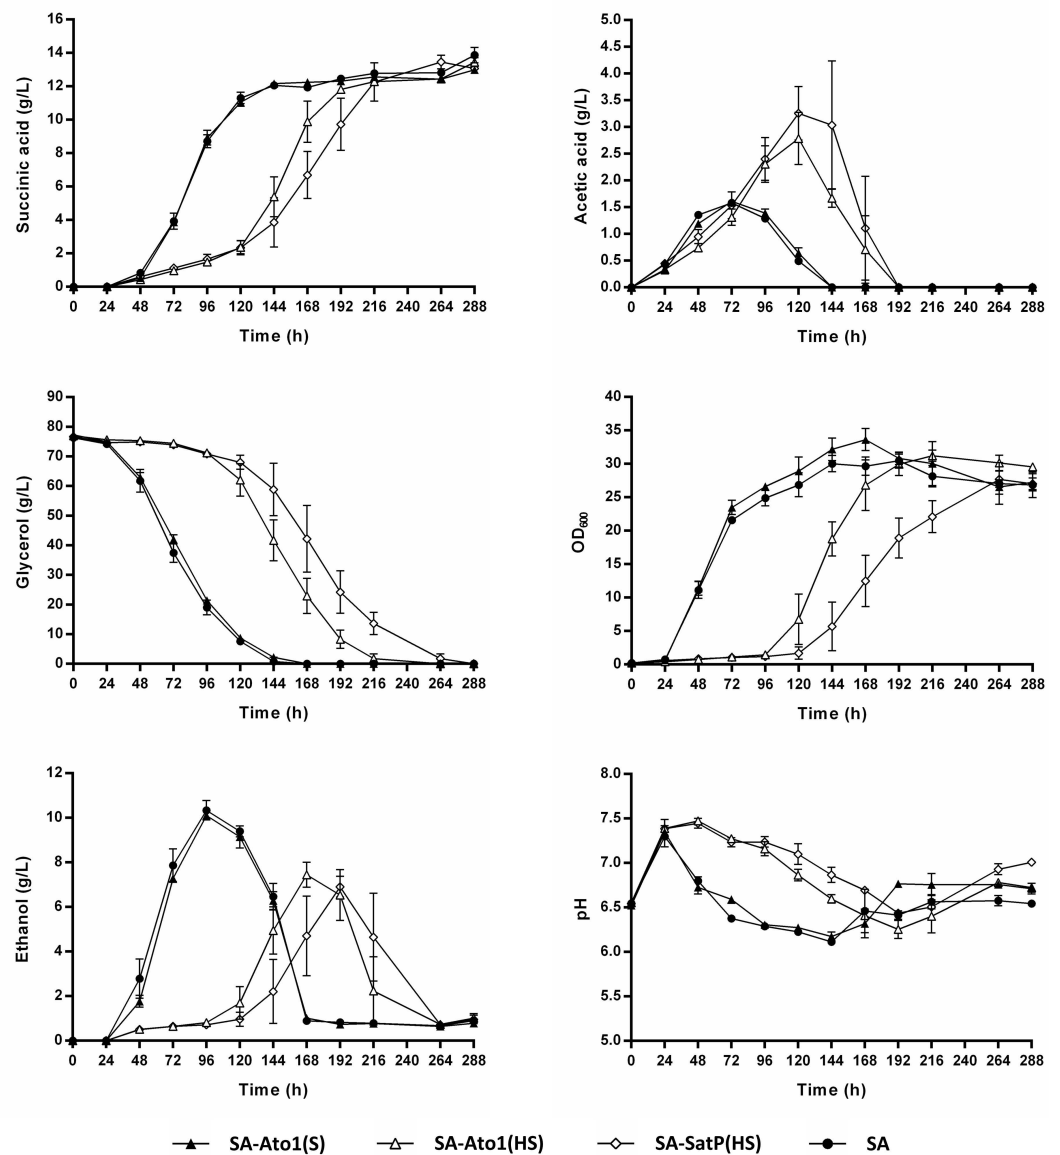 Succinic acid (g/L)
16
14
12
10
8
6
4
2
0
0 24 48 72 96 120 144 168 192 216 240 264 288
Time (h)
Acetic acid (g/L)
5.0
4.5
4.0
3.5
3.0
2.5
2.0
1.5
1.0
0.5
0.0
0 24 48 72 96 120 144 168 192 216 240 264 288
Time (h)
Glycerol (g/L)
90
80
70
60
50
40
30
20
10
0
0 24 48 72 96 120 144 168 192 216 240 264 288
Time (h)
OD600
40
35
30
25
20
15
10
5
0
0 24 48 72 96 120 144 168 192 216 240 264 288
Time (h)
Ethanol (g/L)
12
10
8
6
4
2
0
0 24 48 72 96 120 144 168 192 216 240 264 288
Time (h)
pH
8.0
7.5
7.0
6.5
6.0
5.5
5.0
0 24 48 72 96 120 144 168 192 216 240 264 288
Time (h)
SA-Ato1(S) SA-Ato1(HS) SA-SatP(HS) SA